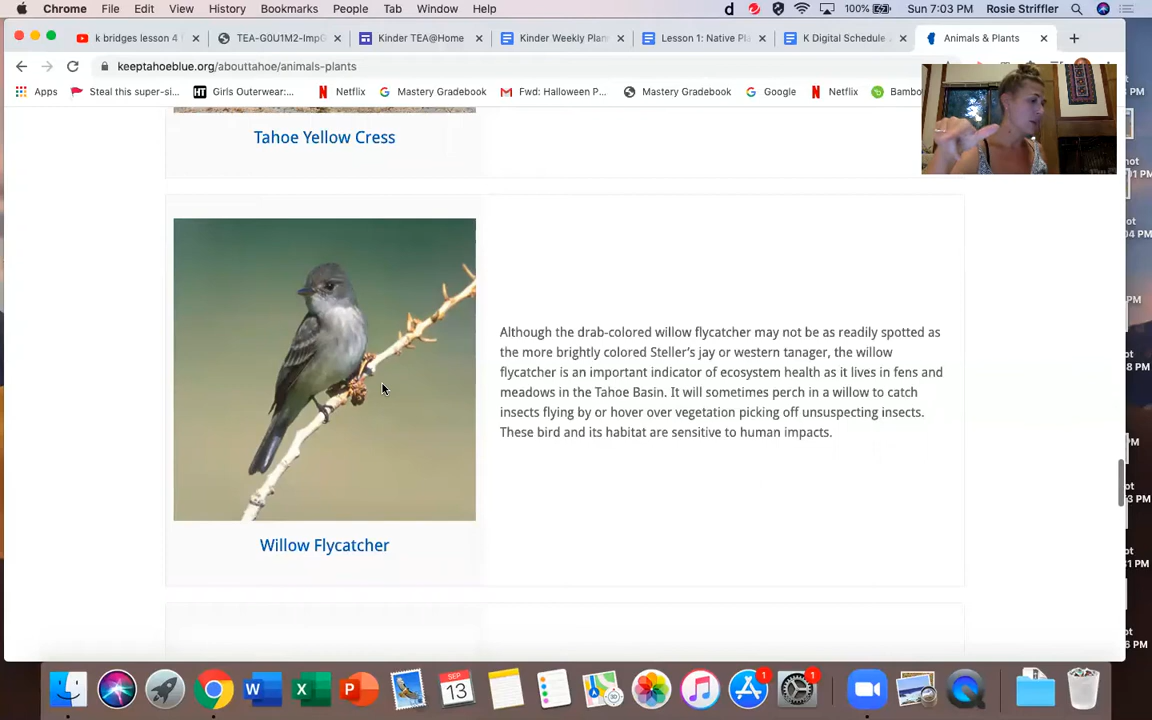 Chrome File Edit View History Bookmarks People Tab Window Help 100% Sun 7:03 PM Rosie Striffler
k bridges lesson 4 TEA-G0U1M2-ImpG Kinder TEA@Home Kinder Weekly Plan Lesson 1: Native Pla K Digital Schedule Animals & Plants
keeptahoeblue.org/abouttahoe/animals-plants
Apps Steal this super-si... Girls Outerwear:... Netflix Mastery Gradebook Fwd: Halloween P... Mastery Gradebook Google Netflix Bambo
Tahoe Yellow Cress
Although the drab-colored willow flycatcher may not be as readily spotted as
the more brightly colored Steller's jay or western tanager, the willow
flycatcher is an important indicator of ecosystem health as it lives in fens and
meadows in the Tahoe Basin. It will sometimes perch in a willow to catch
insects flying by or hover over vegetation picking off unsuspecting insects.
These bird and its habitat are sensitive to human impacts.
Willow Flycatcher
SEP
13
1
1